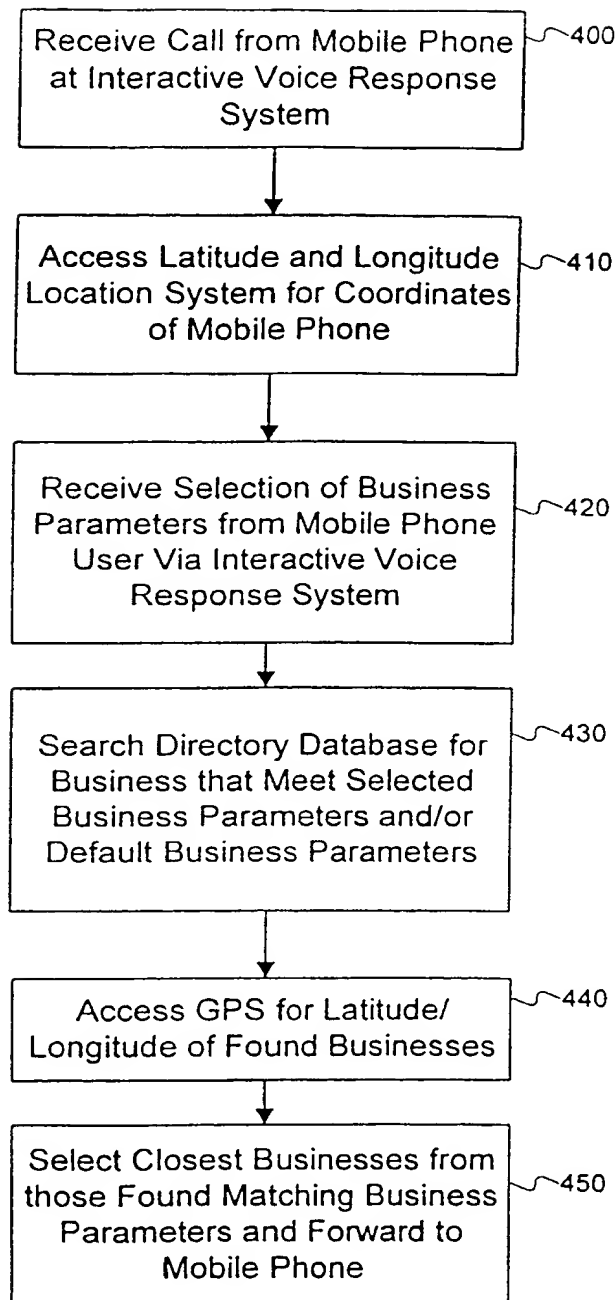 Receive Call from Mobile Phone
at Interactive Voice Response
System
400
Access Latitude and Longitude
Location System for Coordinates
of Mobile Phone
410
Receive Selection of Business
Parameters from Mobile Phone
User Via Interactive Voice
Response System
420
Search Directory Database for
Business that Meet Selected
Business Parameters and/or
Default Business Parameters
430
Access GPS for Latitude/
Longitude of Found Businesses
440
Select Closest Businesses from
those Found Matching Business
Parameters and Forward to
Mobile Phone
450